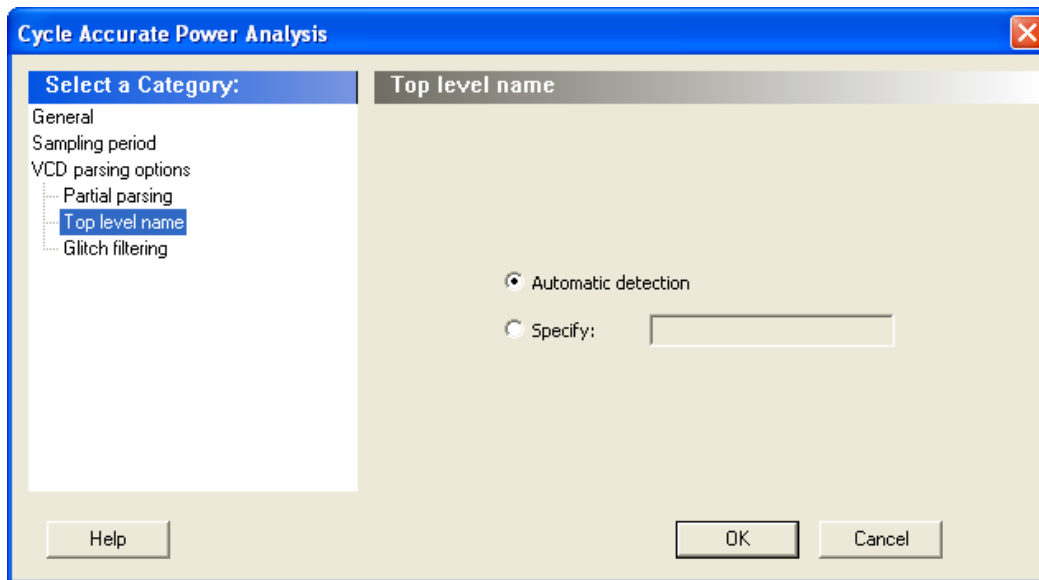 Cycle Accurate Power Analysis
Select a Category:
General
Sampling period
VCD parsing options
Partial parsing
Top level name
Glitch filtering
Top level name
Automatic detection
Specify:
Help
OK
Cancel